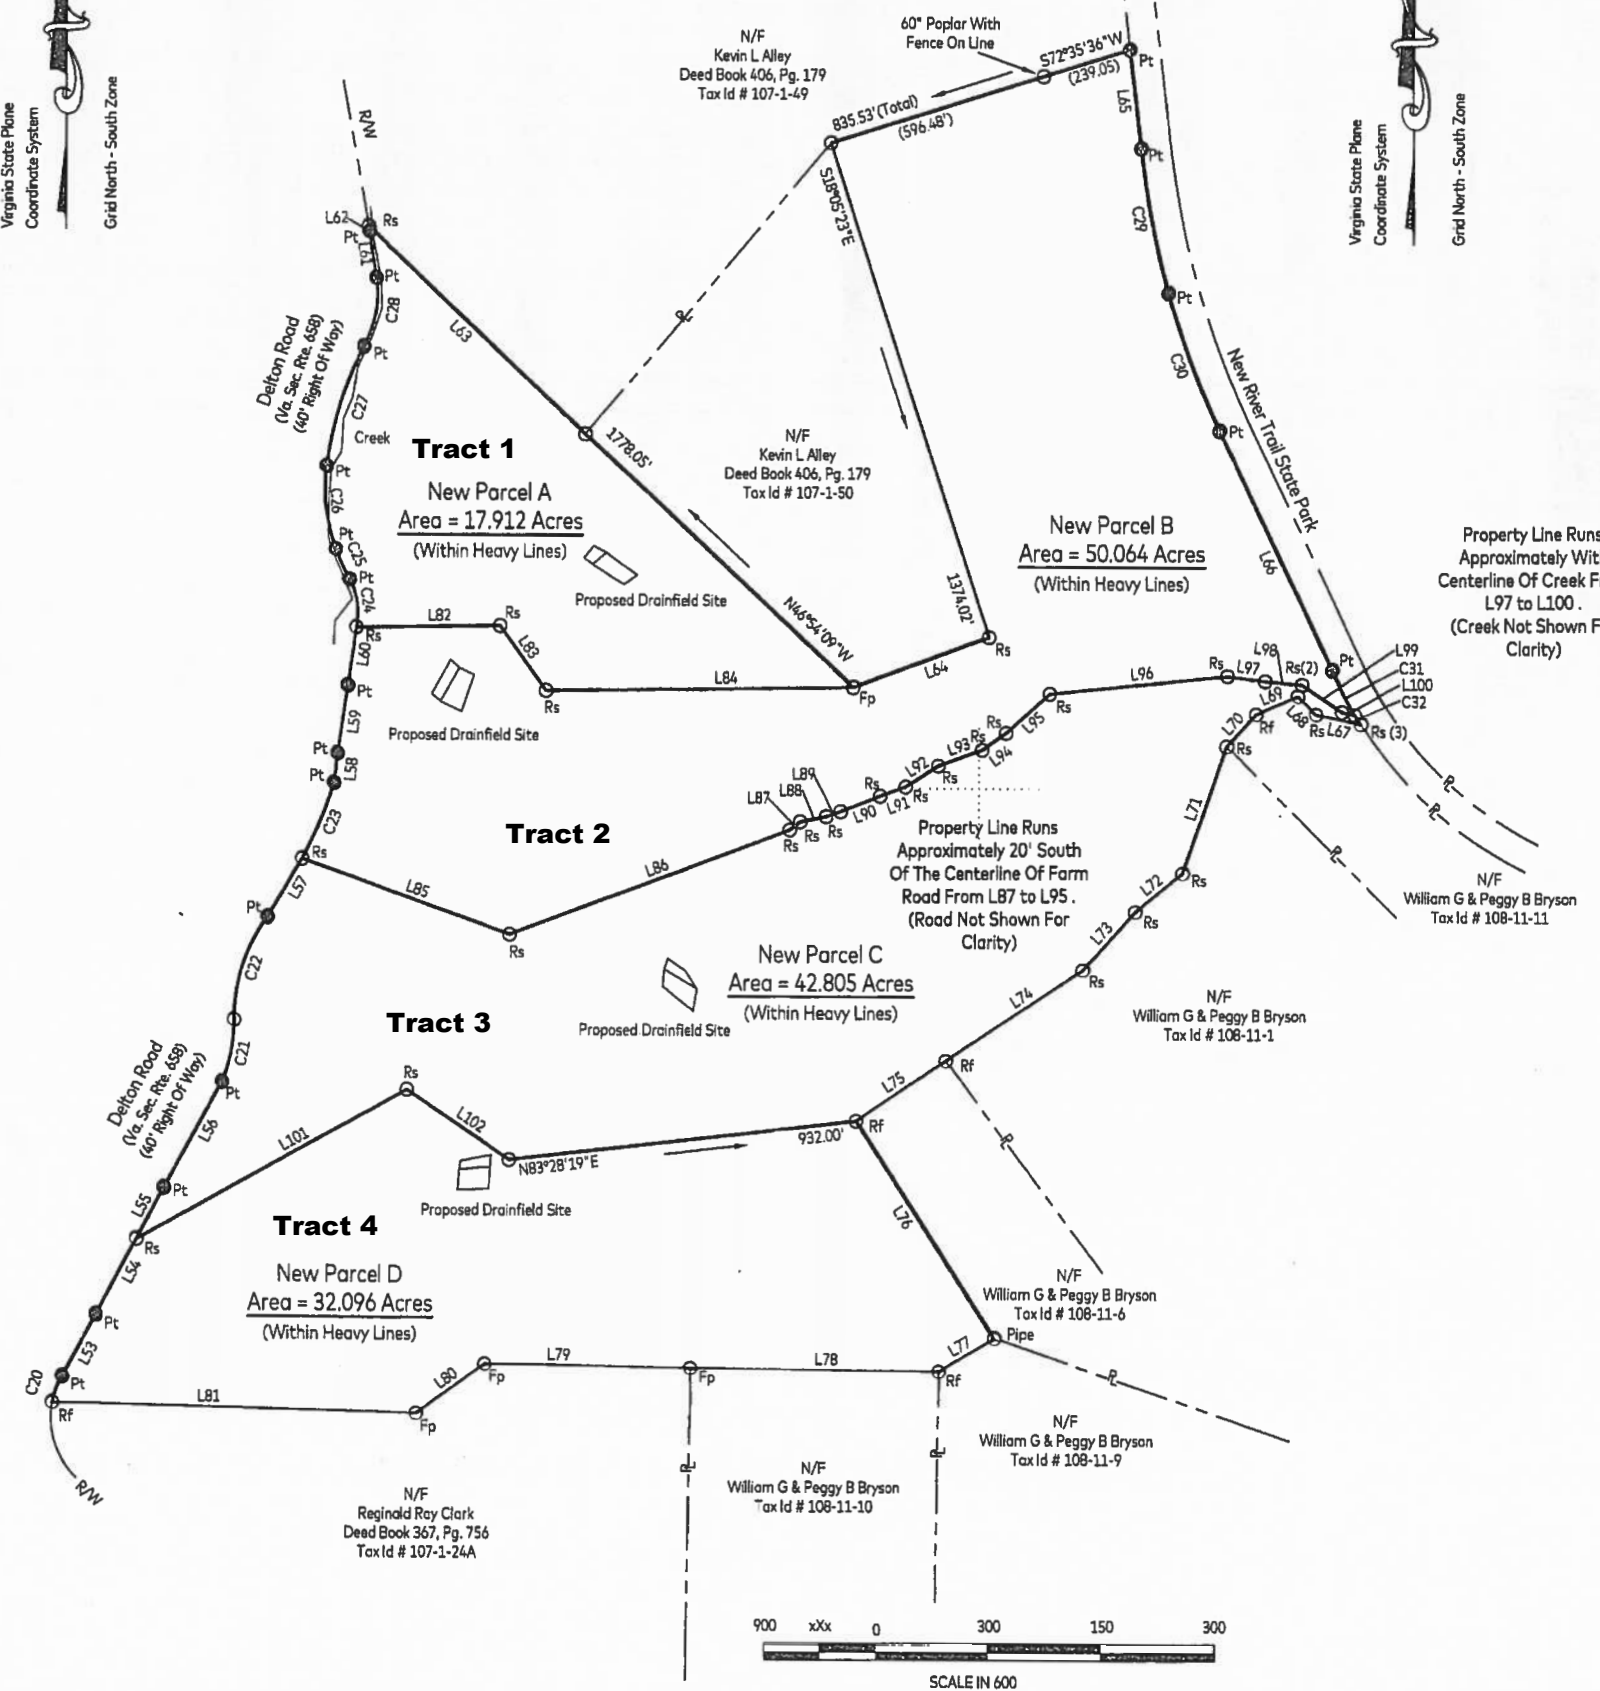 Virginia State Plane
Coordinate System
Grid North - South Zone
Virginia State Plane
Coordinate System
Grid North - South Zone
N/F
Kevin L Alley
Deed Book 406, Pg. 179
Tax Id # 107-1-49
60" Poplar With
Fence On Line
S72°35'36"W
(239.05)
Pt
835.53' (Total)
(596.48')
L65
Pt
C29
Pt
C30
Pt
New River Trail State Park
L66
R/W
L62
Rs
Pt
L61
Pt
C28
Pt
Delton Road
(Va. Sec. Rte. 658)
(40' Right Of Way)
C27
Creek
Pt
C26
Pt
C25
Pt
C24
Rs
L63
PL
S18°05'23"E
1374.02'
1778.05'
N46°54'09"W
Tract 1
New Parcel A
Area = 17.912 Acres
(Within Heavy Lines)
Proposed Drainfield Site
N/F
Kevin L Alley
Deed Book 406, Pg. 179
Tax Id # 107-1-50
New Parcel B
Area = 50.064 Acres
(Within Heavy Lines)
Property Line Runs
Approximately Wit
Centerline Of Creek F
L97 to L100 .
(Creek Not Shown F
Clarity)
L82
Rs
L83
Rs
L84
Fp
L64
Rs
L60
Pt
L59
Pt
L58
Pt
C23
Rs
Proposed Drainfield Site
L96
Rs
L97
L98
Rs(2)
Pt
L99
C31
L100
C32
Rs (3)
L67
Rs
L68
L69
Rf
L70
Rs
L71
Rs
L72
Rs
L73
Rs
L74
Rf
L75
Rf
Tract 2
L87
L88
L89
Rs
Rs
Rs
L90
Rs
L91
Rs
L92
Rs
L93
Rs
L94
Rs
L95
Rs
L86
L85
Rs
L57
Pt
C22
C21
Pt
Property Line Runs
Approximately 20' South
Of The Centerline Of Farm
Road From L87 to L95 .
(Road Not Shown For
Clarity)
PL
PL
PL
N/F
William G & Peggy B Bryson
Tax Id # 108-11-11
New Parcel C
Area = 42.805 Acres
(Within Heavy Lines)
Proposed Drainfield Site
Tract 3
N/F
William G & Peggy B Bryson
Tax Id # 108-11-1
Delton Road
(Va. Sec. Rte. 658)
(40' Right Of Way)
L56
Pt
L55
Rs
L101
Rs
L102
N83°28'19"E
932.00'
Proposed Drainfield Site
PL
L76
Tract 4
New Parcel D
Area = 32.096 Acres
(Within Heavy Lines)
L54
Pt
L53
Pt
C20
Rf
R/W
L81
Fp
L80
Fp
L79
Fp
L78
Rf
L77
Pipe
N/F
William G & Peggy B Bryson
Tax Id # 108-11-6
PL
N/F
William G & Peggy B Bryson
Tax Id # 108-11-9
PL
PL
N/F
William G & Peggy B Bryson
Tax Id # 108-11-10
N/F
Reginald Ray Clark
Deed Book 367, Pg. 756
Tax Id # 107-1-24A
900 xXx 0 300 150 300
SCALE IN 600